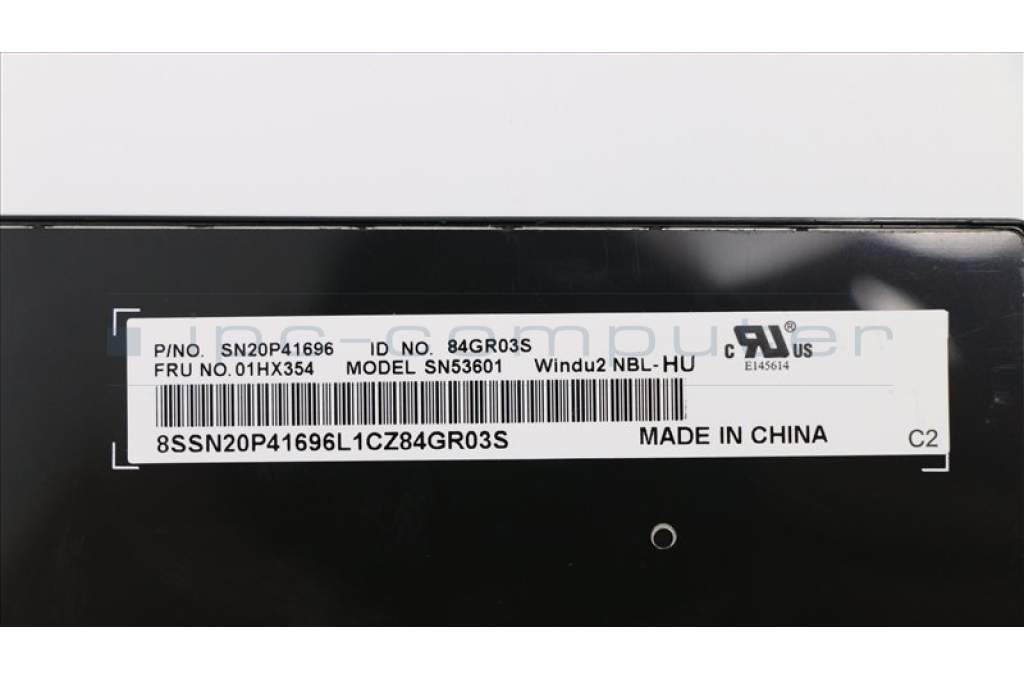 P/NO. SN20P41696 ID NO. 84GR03S
FRU NO.01HX354 MODEL SN53601 Windu2 NBL-HU
8SSN20P41696L1CZ84GR03S
MADE IN CHINA
C2
c RU ® US
E145614
ipc-computer